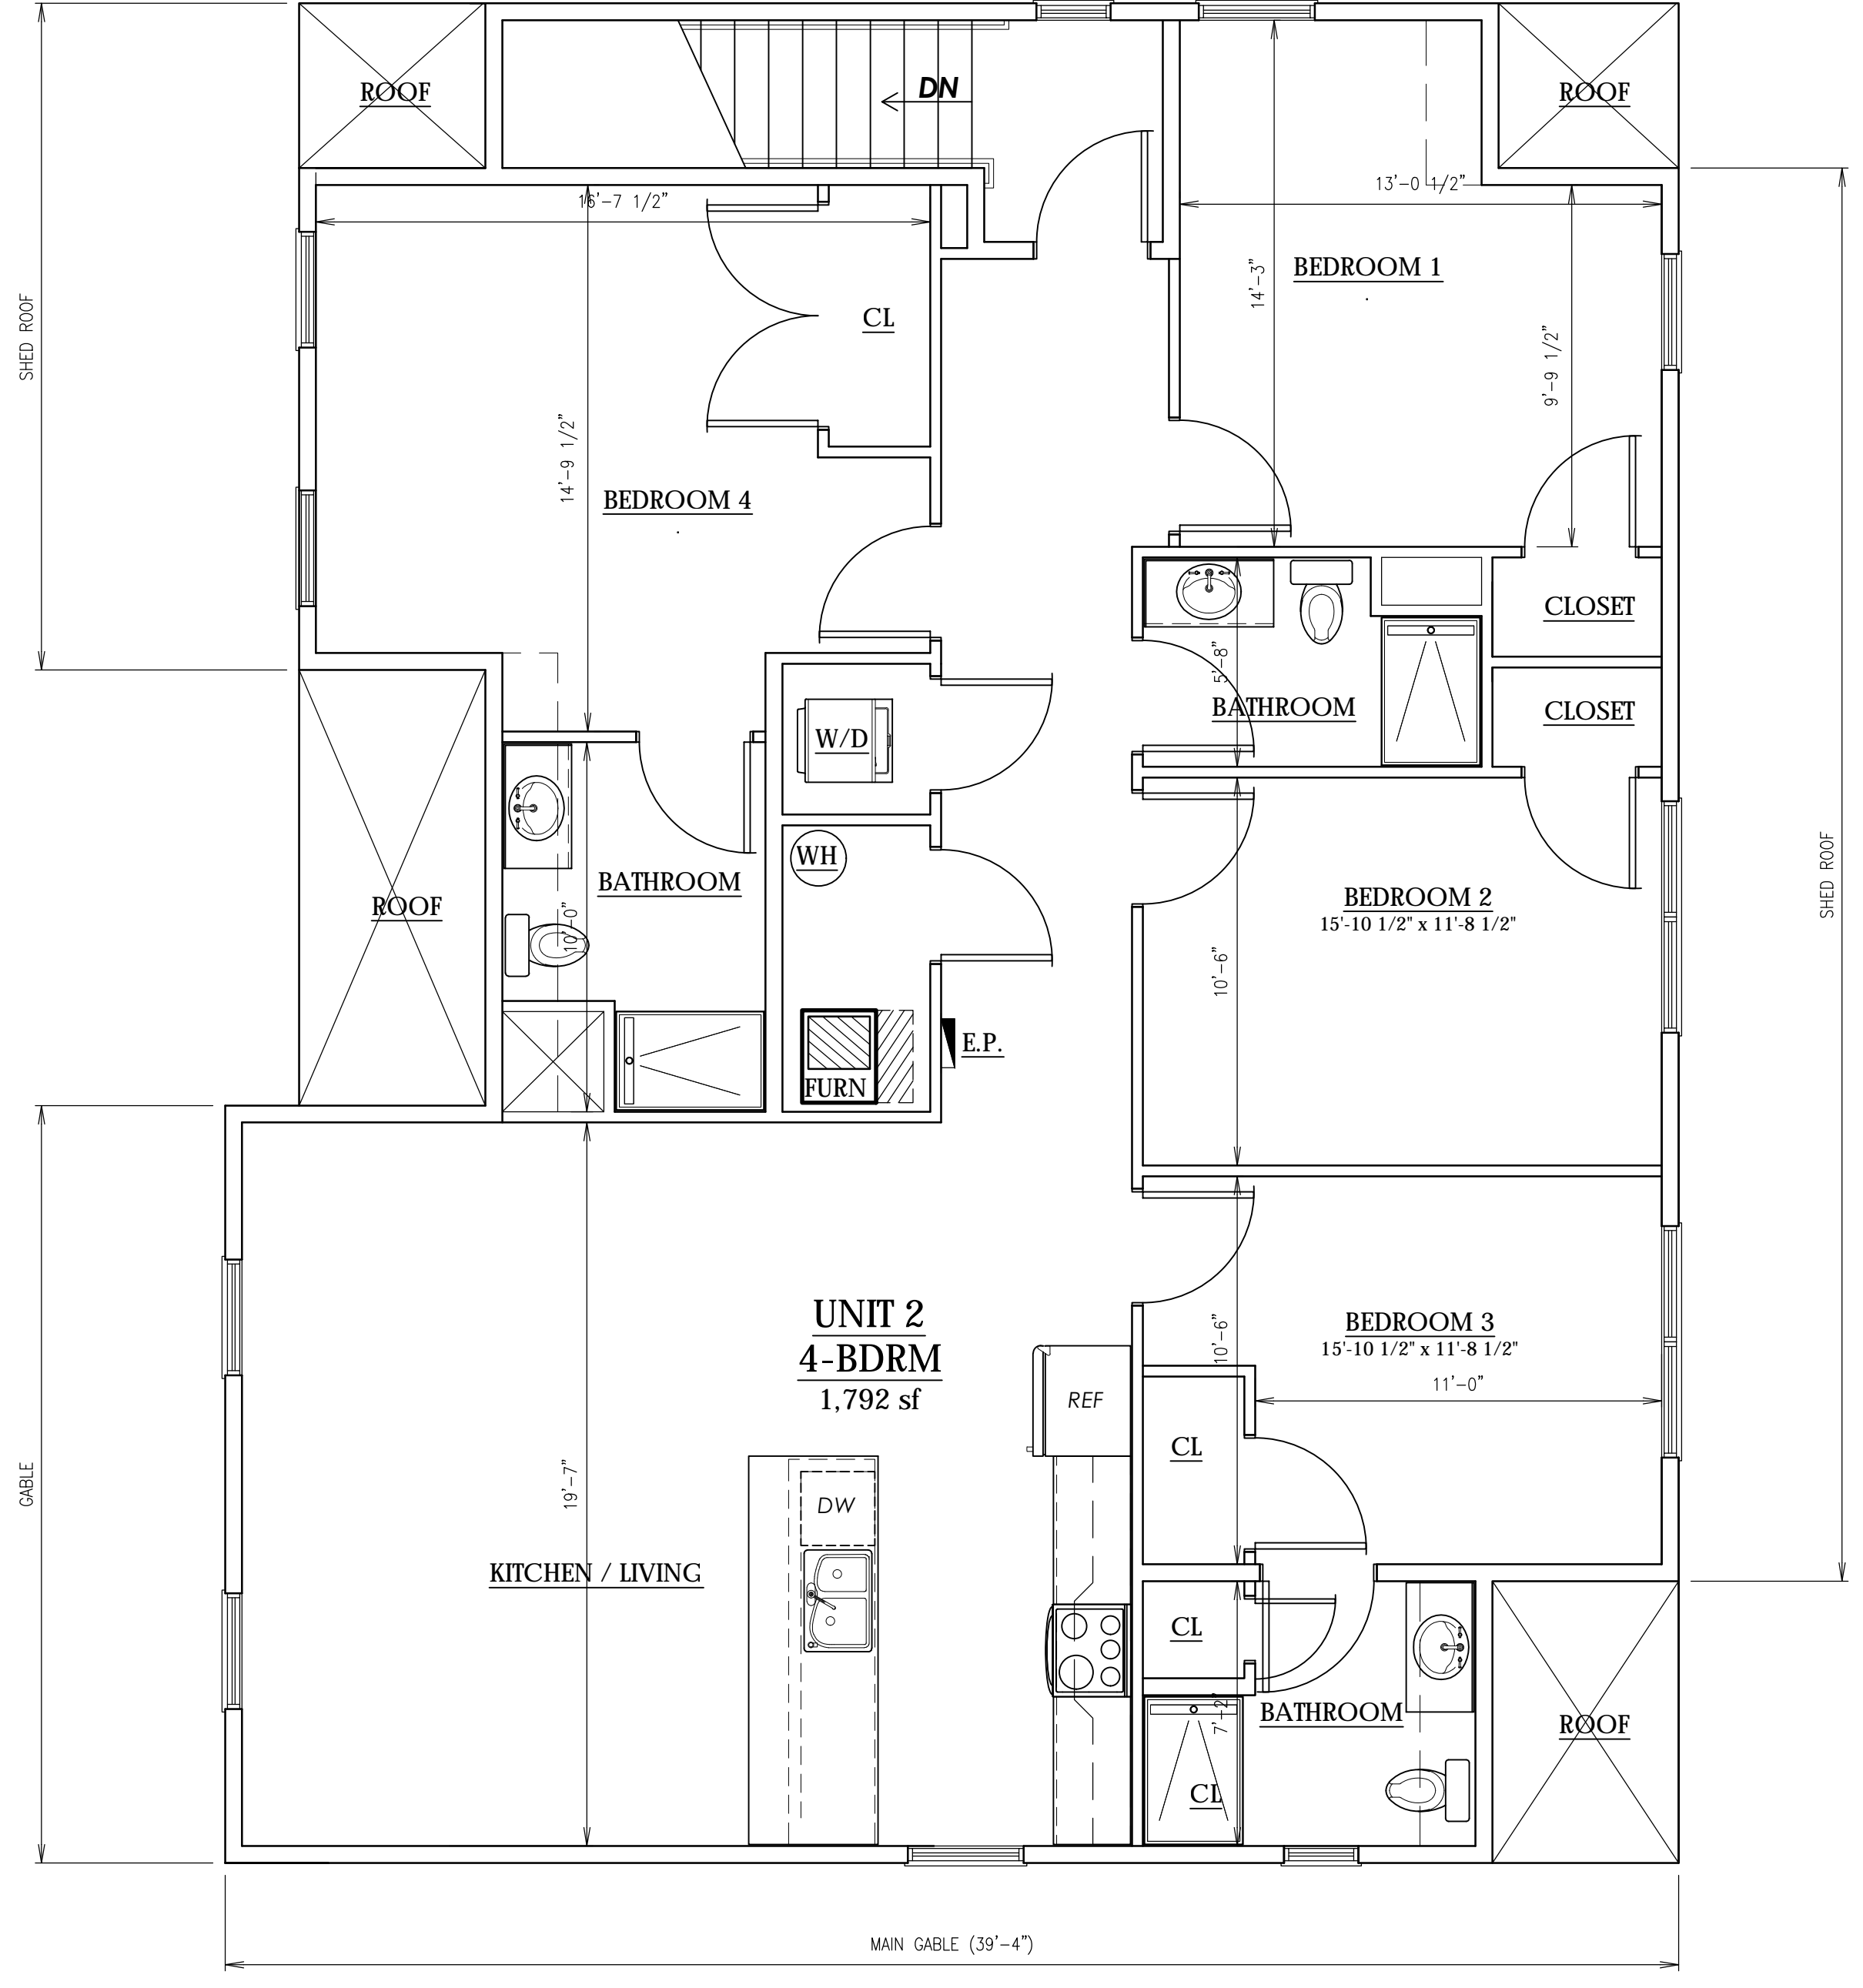 DN
ROOF
ROOF
16'-7 1/2"
13'-0 1/2"
BEDROOM 1
14'-3"
CL
SHED ROOF
9'-9 1/2"
14'-9 1/2"
BEDROOM 4
CLOSET
5'-8"
BATHROOM
CLOSET
W/D
WH
BATHROOM
ROOF
10'-0"
BEDROOM 2
15'-10 1/2" x 11'-8 1/2"
SHED ROOF
10'-6"
E.P.
FURN
UNIT 2
4-BDRM
1,792 sf
BEDROOM 3
15'-10 1/2" x 11'-8 1/2"
10'-6"
11'-0"
REF
CL
GABLE
19'-7"
DW
KITCHEN / LIVING
CL
7'-2"
BATHROOM
ROOF
CL
MAIN GABLE (39'-4")